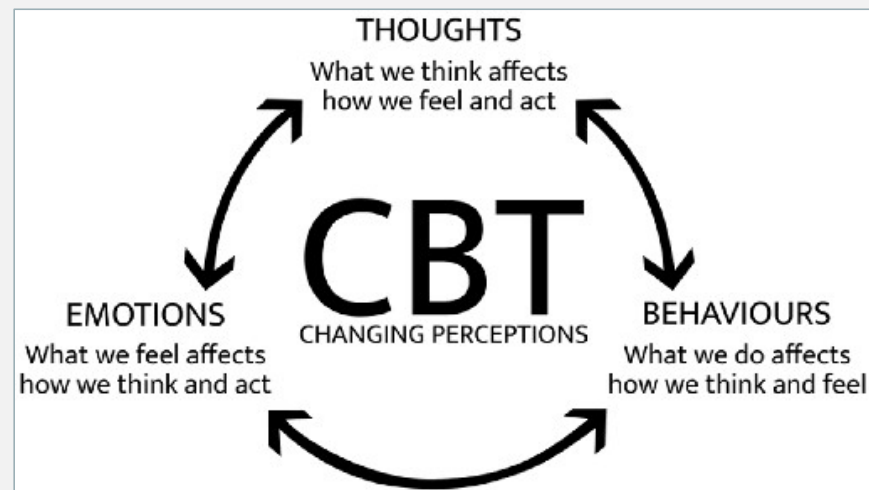 THOUGHTS
What we think affects
how we feel and act
CBT
CHANGING PERCEPTIONS
EMOTIONS
What we feel affects
how we think and act
BEHAVIOURS
What we do affects
how we think and feel